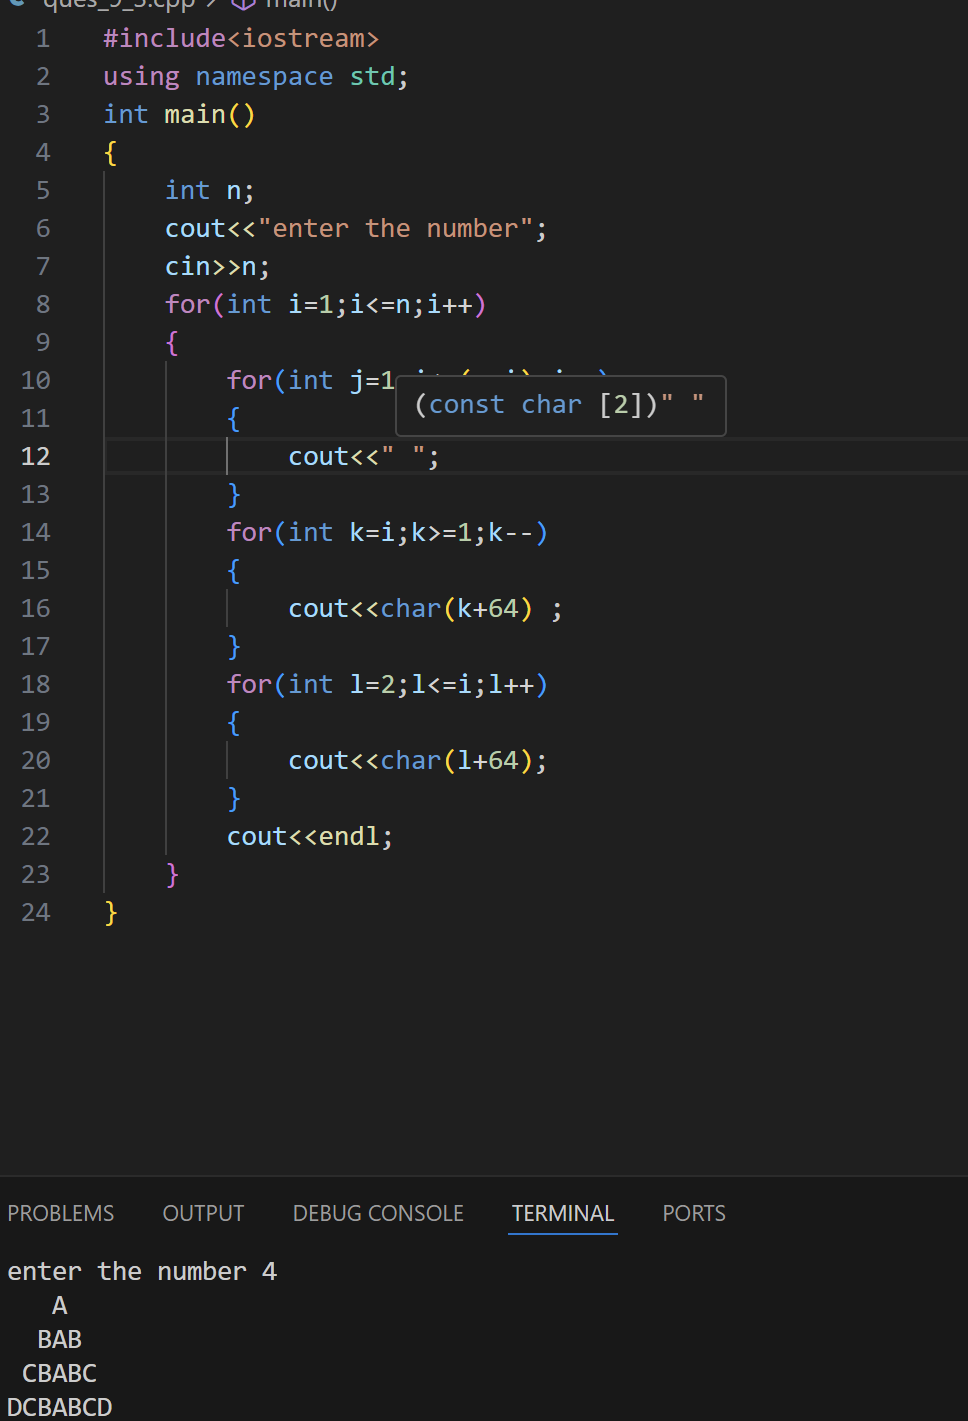 ques_9_3.cpp > main()
1 #include<iostream>
2 using namespace std;
3 int main()
4 {
5     int n;
6     cout<<"enter the number";
7     cin>>n;
8     for(int i=1;i<=n;i++)
9     {
10         for(int j=1
(const char [2])" "
11         {
12             cout<<" ";
13         }
14         for(int k=i;k>=1;k--)
15         {
16             cout<<char(k+64) ;
17         }
18         for(int l=2;l<=i;l++)
19         {
20             cout<<char(l+64);
21         }
22         cout<<endl;
23     }
24 }
PROBLEMS OUTPUT DEBUG CONSOLE TERMINAL PORTS
enter the number 4
   A
  BAB
 CBABC
DCBABCD